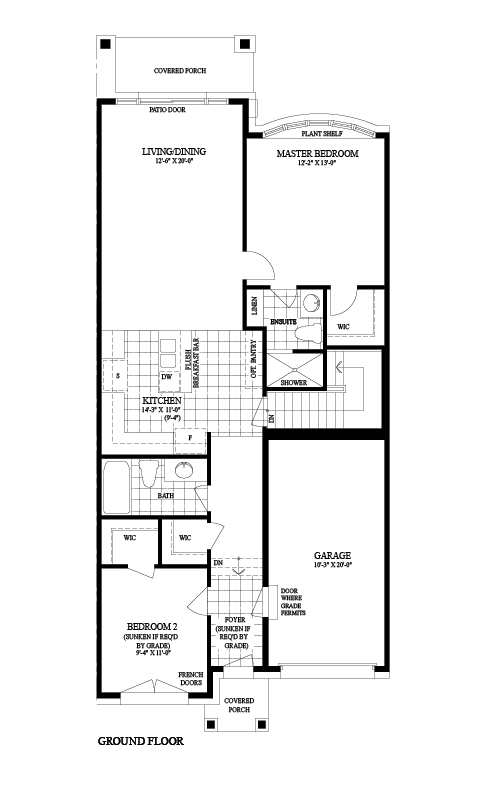 COVERED PORCH
PATIO DOOR
PLANT SHELF
LIVING/DINING
12'-6" X 20'-0"
MASTER BEDROOM
12'-2" X 13'-0"
LINEN
ENSUITE
WIC
FLUSH
BREAKFAST BAR
OPT. PANTRY
S
DW
SHOWER
KITCHEN
14'-3" X 11'-0"
(9'-4")
DN
F
BATH
WIC
WIC
DN
GARAGE
10'-3" X 20'-0"
DOOR
WHERE
GRADE
PERMITS
FOYER
(SUNKEN IF
REQ'D BY
GRADE)
BEDROOM 2
(SUNKEN IF REQ'D
BY GRADE)
9'-4" X 11'-0"
FRENCH
DOORS
COVERED
PORCH
GROUND FLOOR